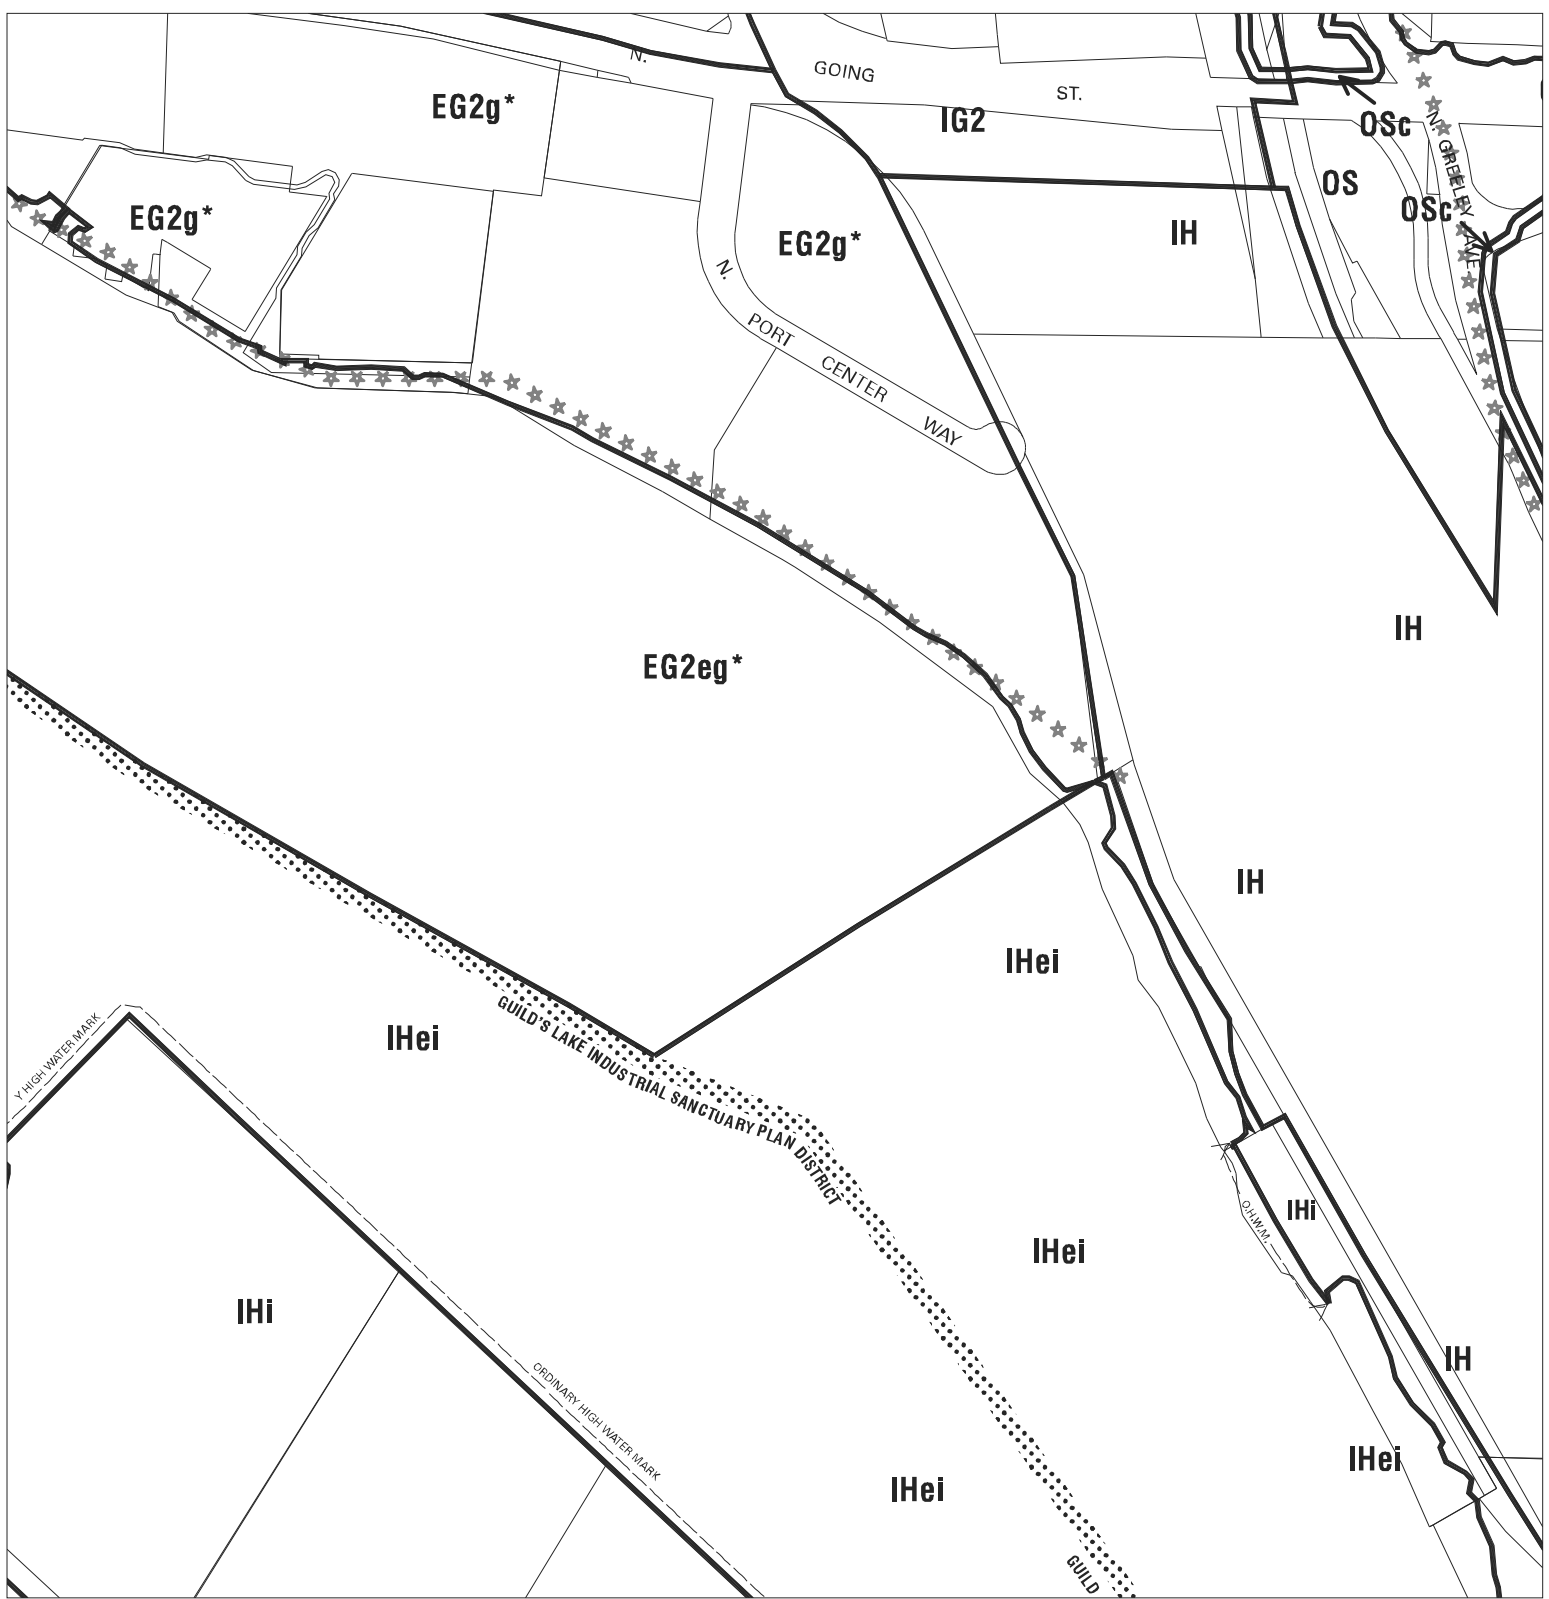 N. GOING ST.
EG2g*
IG2
OSc
OS
OSc
N. GREELEY AVE
EG2g*
EG2g*
IH
N. PORT CENTER WAY
IH
EG2eg*
IH
IHei
IHei
GUILD'S LAKE INDUSTRIAL SANCTUARY PLAN DISTRICT
Y HIGH WATER MARK
IHi
O.H.W.M.
IHei
IHi
IH
ORDINARY HIGH WATER MARK
IHei
IHei
GUILD